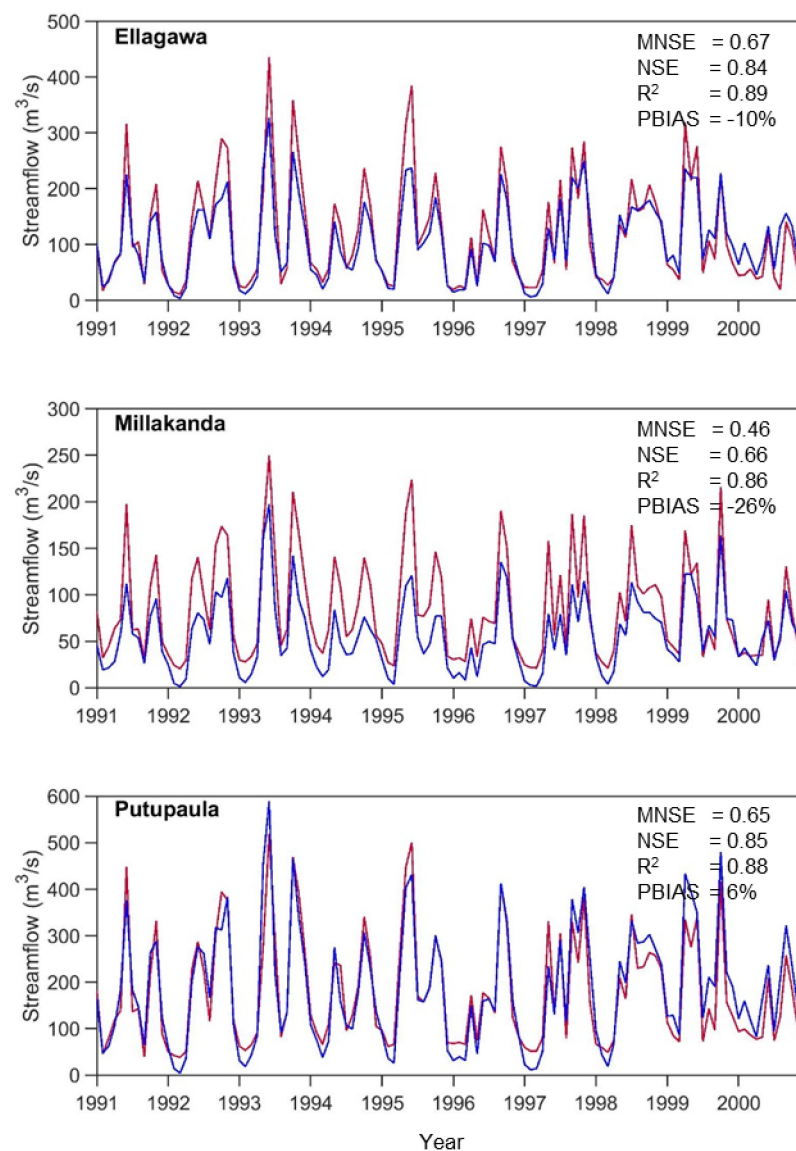 Ellagawa
MNSE = 0.67
NSE = 0.84
R² = 0.89
PBIAS = -10%
Streamflow (m³/s)
500
400
300
200
100
0
1991 1992 1993 1994 1995 1996 1997 1998 1999 2000
Millakanda
MNSE = 0.46
NSE = 0.66
R² = 0.86
PBIAS = -26%
Streamflow (m³/s)
300
250
200
150
100
50
0
1991 1992 1993 1994 1995 1996 1997 1998 1999 2000
Putupaula
MNSE = 0.65
NSE = 0.85
R² = 0.88
PBIAS = 6%
Streamflow (m³/s)
600
500
400
300
200
100
0
1991 1992 1993 1994 1995 1996 1997 1998 1999 2000
Year